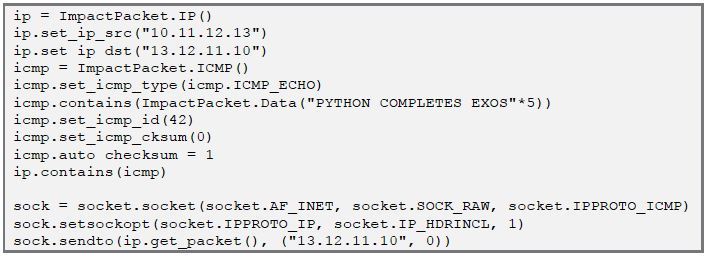 ip = ImpactPacket.IP()
ip.set_ip_src("10.11.12.13")
ip.set ip dst("13.12.11.10")
icmp = ImpactPacket.ICMP()
icmp.set_icmp_type(icmp.ICMP_ECHO)
icmp.contains(ImpactPacket.Data("PYTHON COMPLETES EXOS"*5))
icmp.set_icmp_id(42)
icmp.set_icmp_cksum(0)
icmp.auto checksum = 1
ip.contains(icmp)
sock = socket.socket(socket.AF_INET, socket.SOCK_RAW, socket.IPPROTO_ICMP)
sock.setsockopt(socket.IPPROTO_IP, socket.IP_HDRINCL, 1)
sock.sendto(ip.get_packet(), ("13.12.11.10", 0))